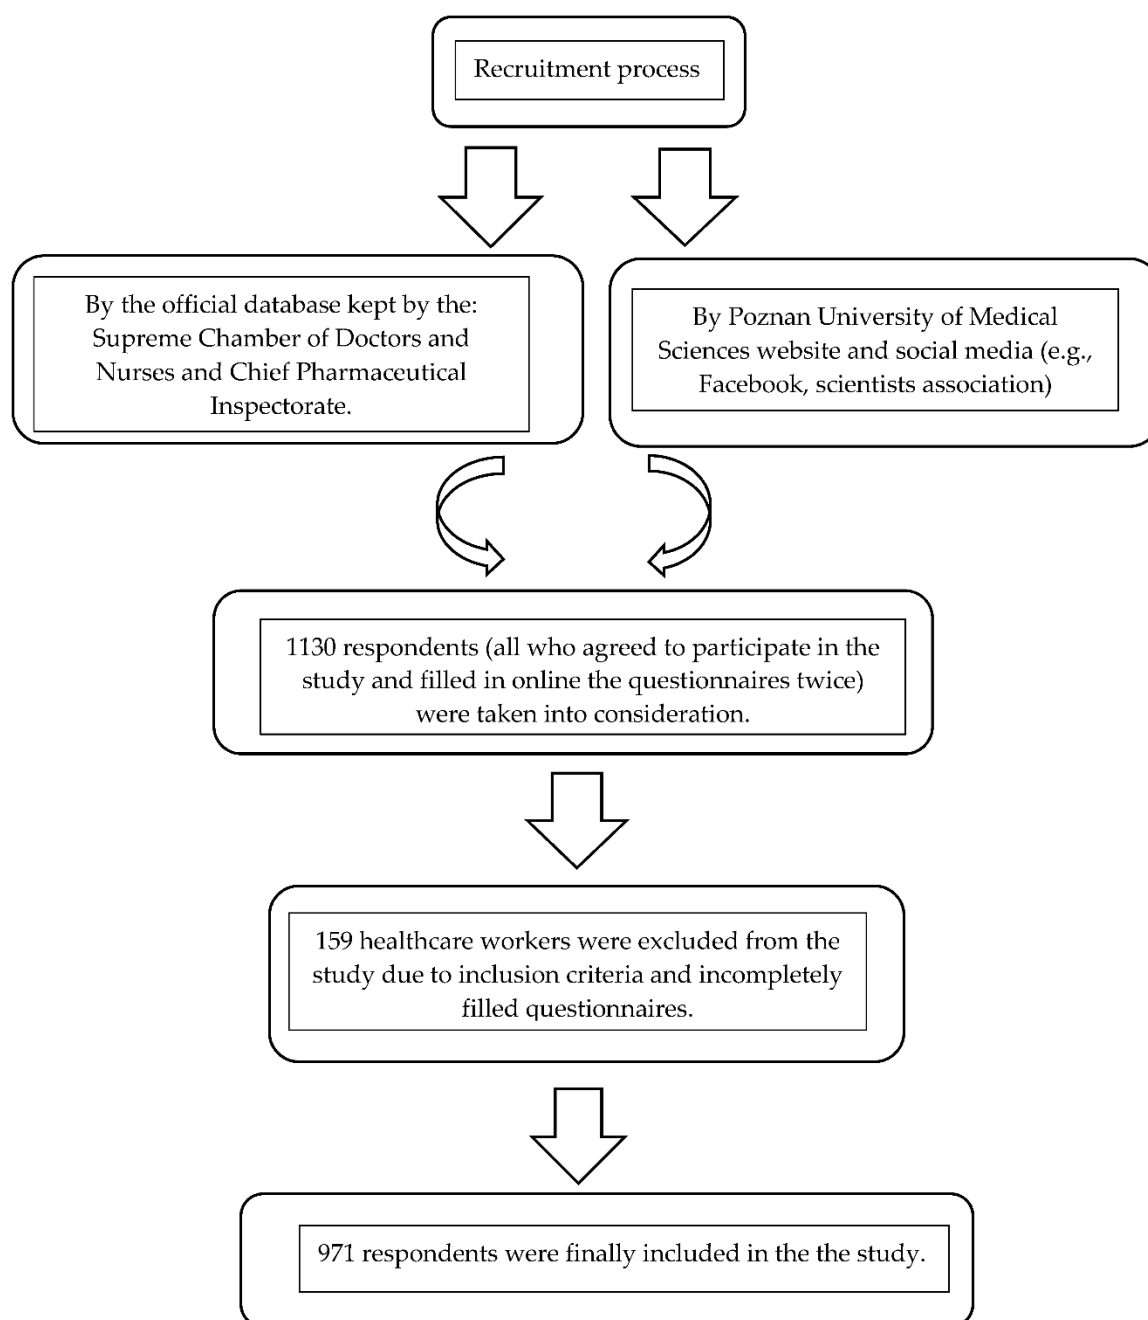 Recruitment process
By the official database kept by the:
Supreme Chamber of Doctors and
Nurses and Chief Pharmaceutical
Inspectorate.
By Poznan University of Medical
Sciences website and social media (e.g.,
Facebook, scientists association)
1130 respondents (all who agreed to participate in the
study and filled in online the questionnaires twice)
were taken into consideration.
159 healthcare workers were excluded from the
study due to inclusion criteria and incompletely
filled questionnaires.
971 respondents were finally included in the the study.